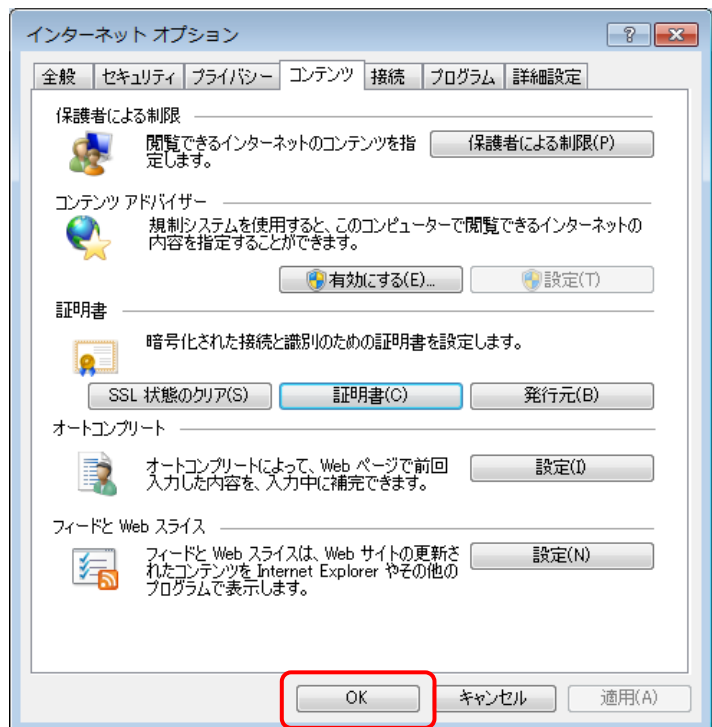 インターネット オプション
全般 セキュリティ プライバシー コンテンツ 接続 プログラム 詳細設定
保護者による制限
閲覧できるインターネットのコンテンツを指
定します。
保護者による制限(P)
コンテンツ アドバイザー
規制システムを使用すると、このコンピューターで閲覧できるインターネットの
内容を指定することができます。
有効にする(E)... 設定(T)
証明書
暗号化された接続と識別のための証明書を設定します。
SSL 状態のクリア(S) 証明書(C) 発行元(B)
オートコンプリート
オートコンプリートによって、Web ページで前回
入力した内容を、入力中に補完できます。
設定(I)
フィードと Web スライス
フィードと Web スライスは、Web サイトの更新さ
れたコンテンツを Internet Explorer やその他の
プログラムで表示します。
設定(N)
OK キャンセル 適用(A)